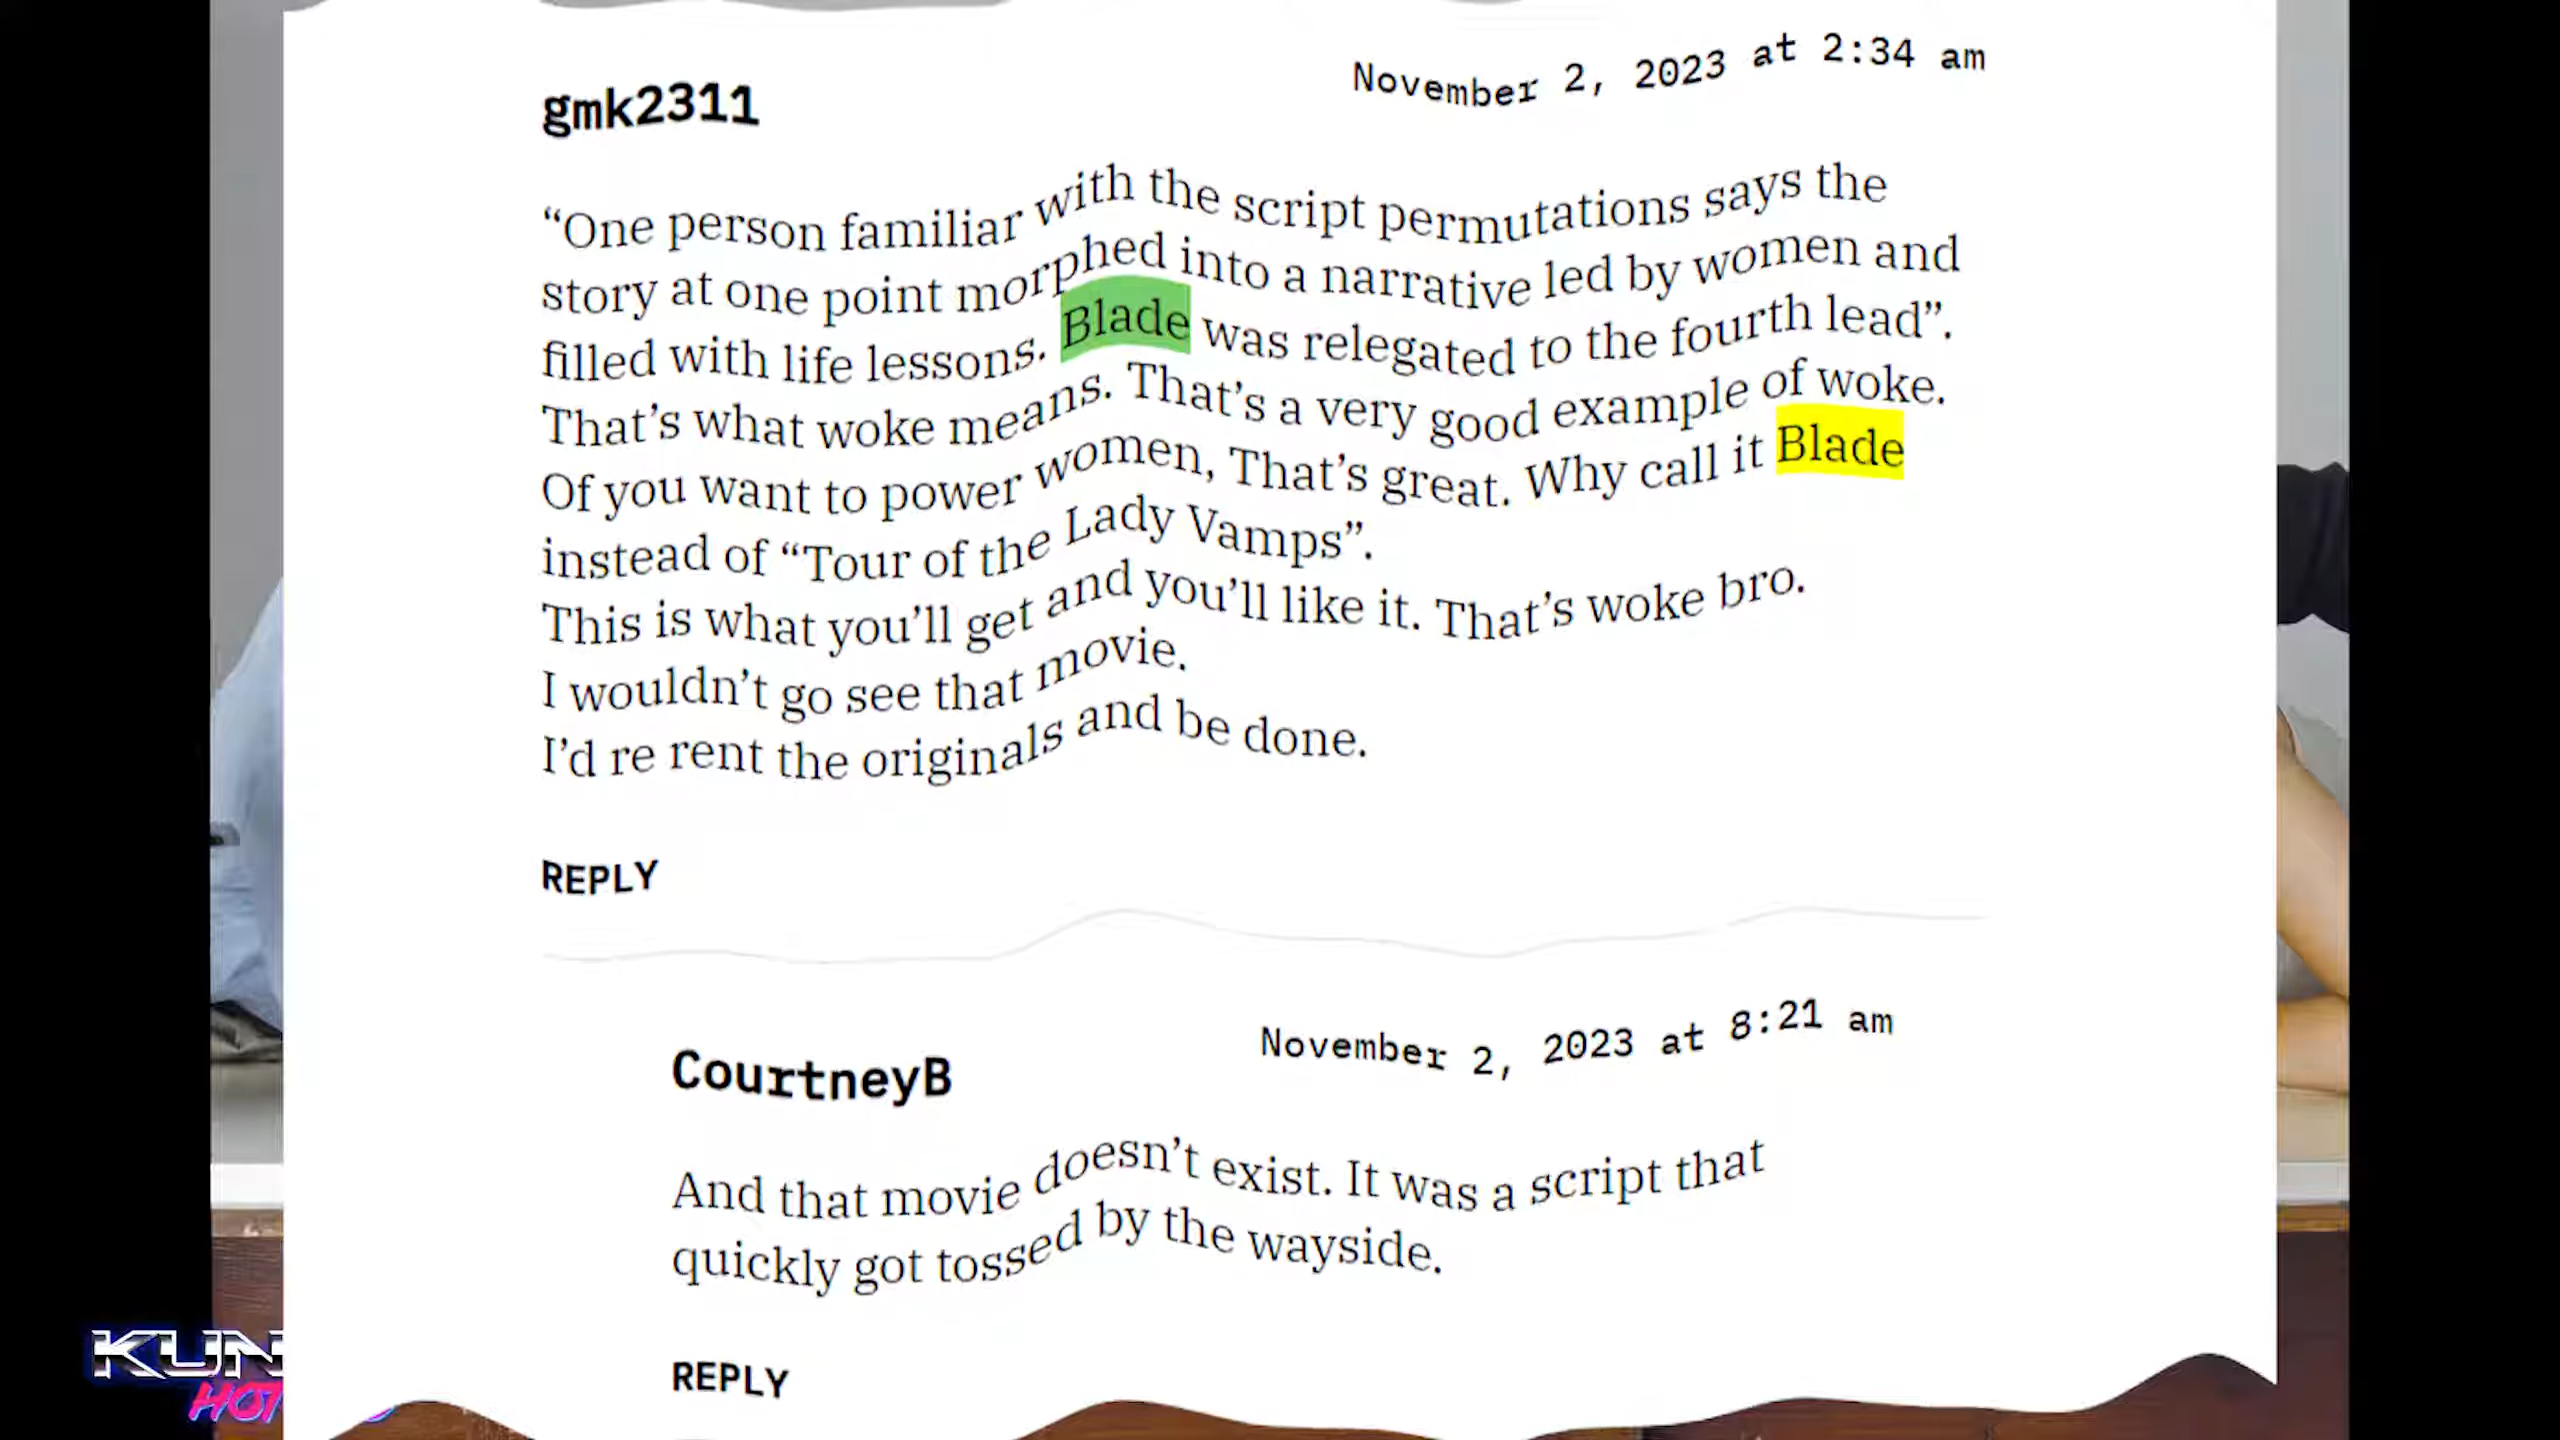 gmk2311
November 2, 2023 at 2:34 am
“One person familiar with the script permutations says the
story at one point morphed into a narrative led by women and
filled with life lessons. Blade was relegated to the fourth lead”.
That’s what woke means. That’s a very good example of woke.
Of you want to power women, That’s great. Why call it Blade
instead of “Tour of the Lady Vamps”.
This is what you’ll get and you’ll like it. That’s woke bro.
I wouldn’t go see that movie.
I’d re rent the originals and be done.
REPLY
CourtneyB
November 2, 2023 at 8:21 am
And that movie doesn’t exist. It was a script that
quickly got tossed by the wayside.
REPLY
KUN
HOT